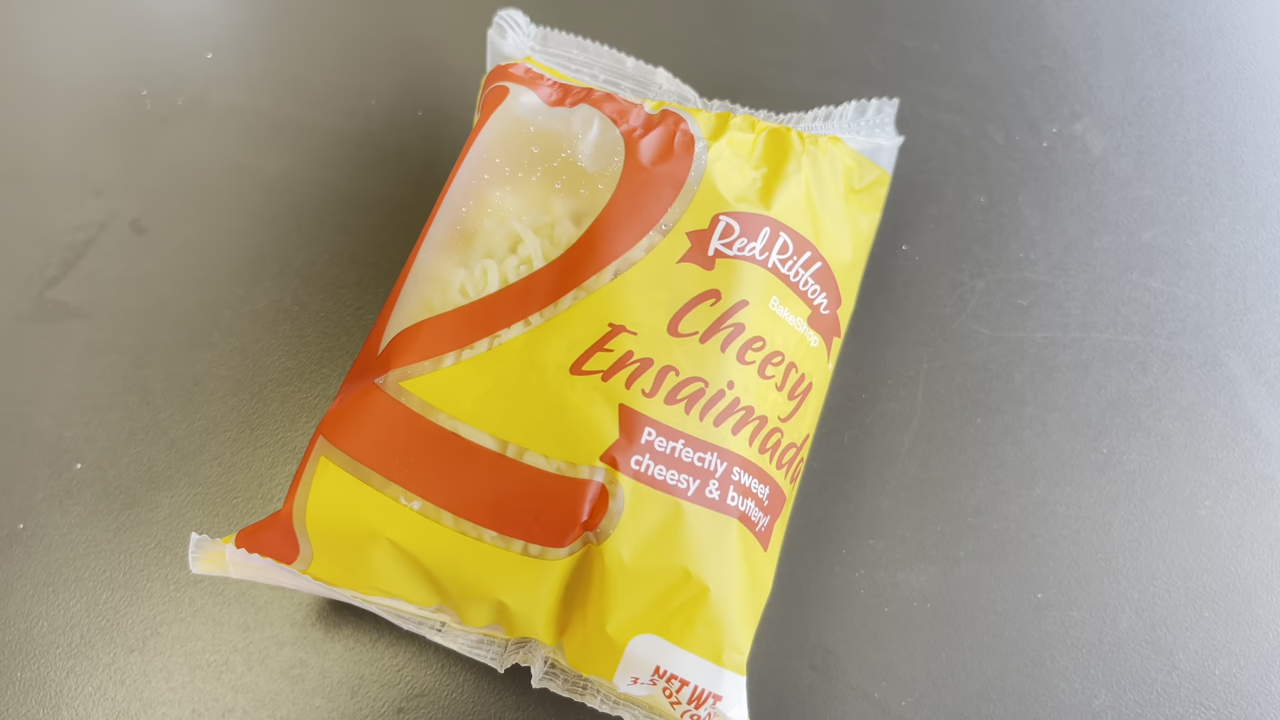 Red Ribbon
BakeShop
Cheesy
Ensaimada
Perfectly sweet,
cheesy & buttery!
NET WT.
3.5 OZ